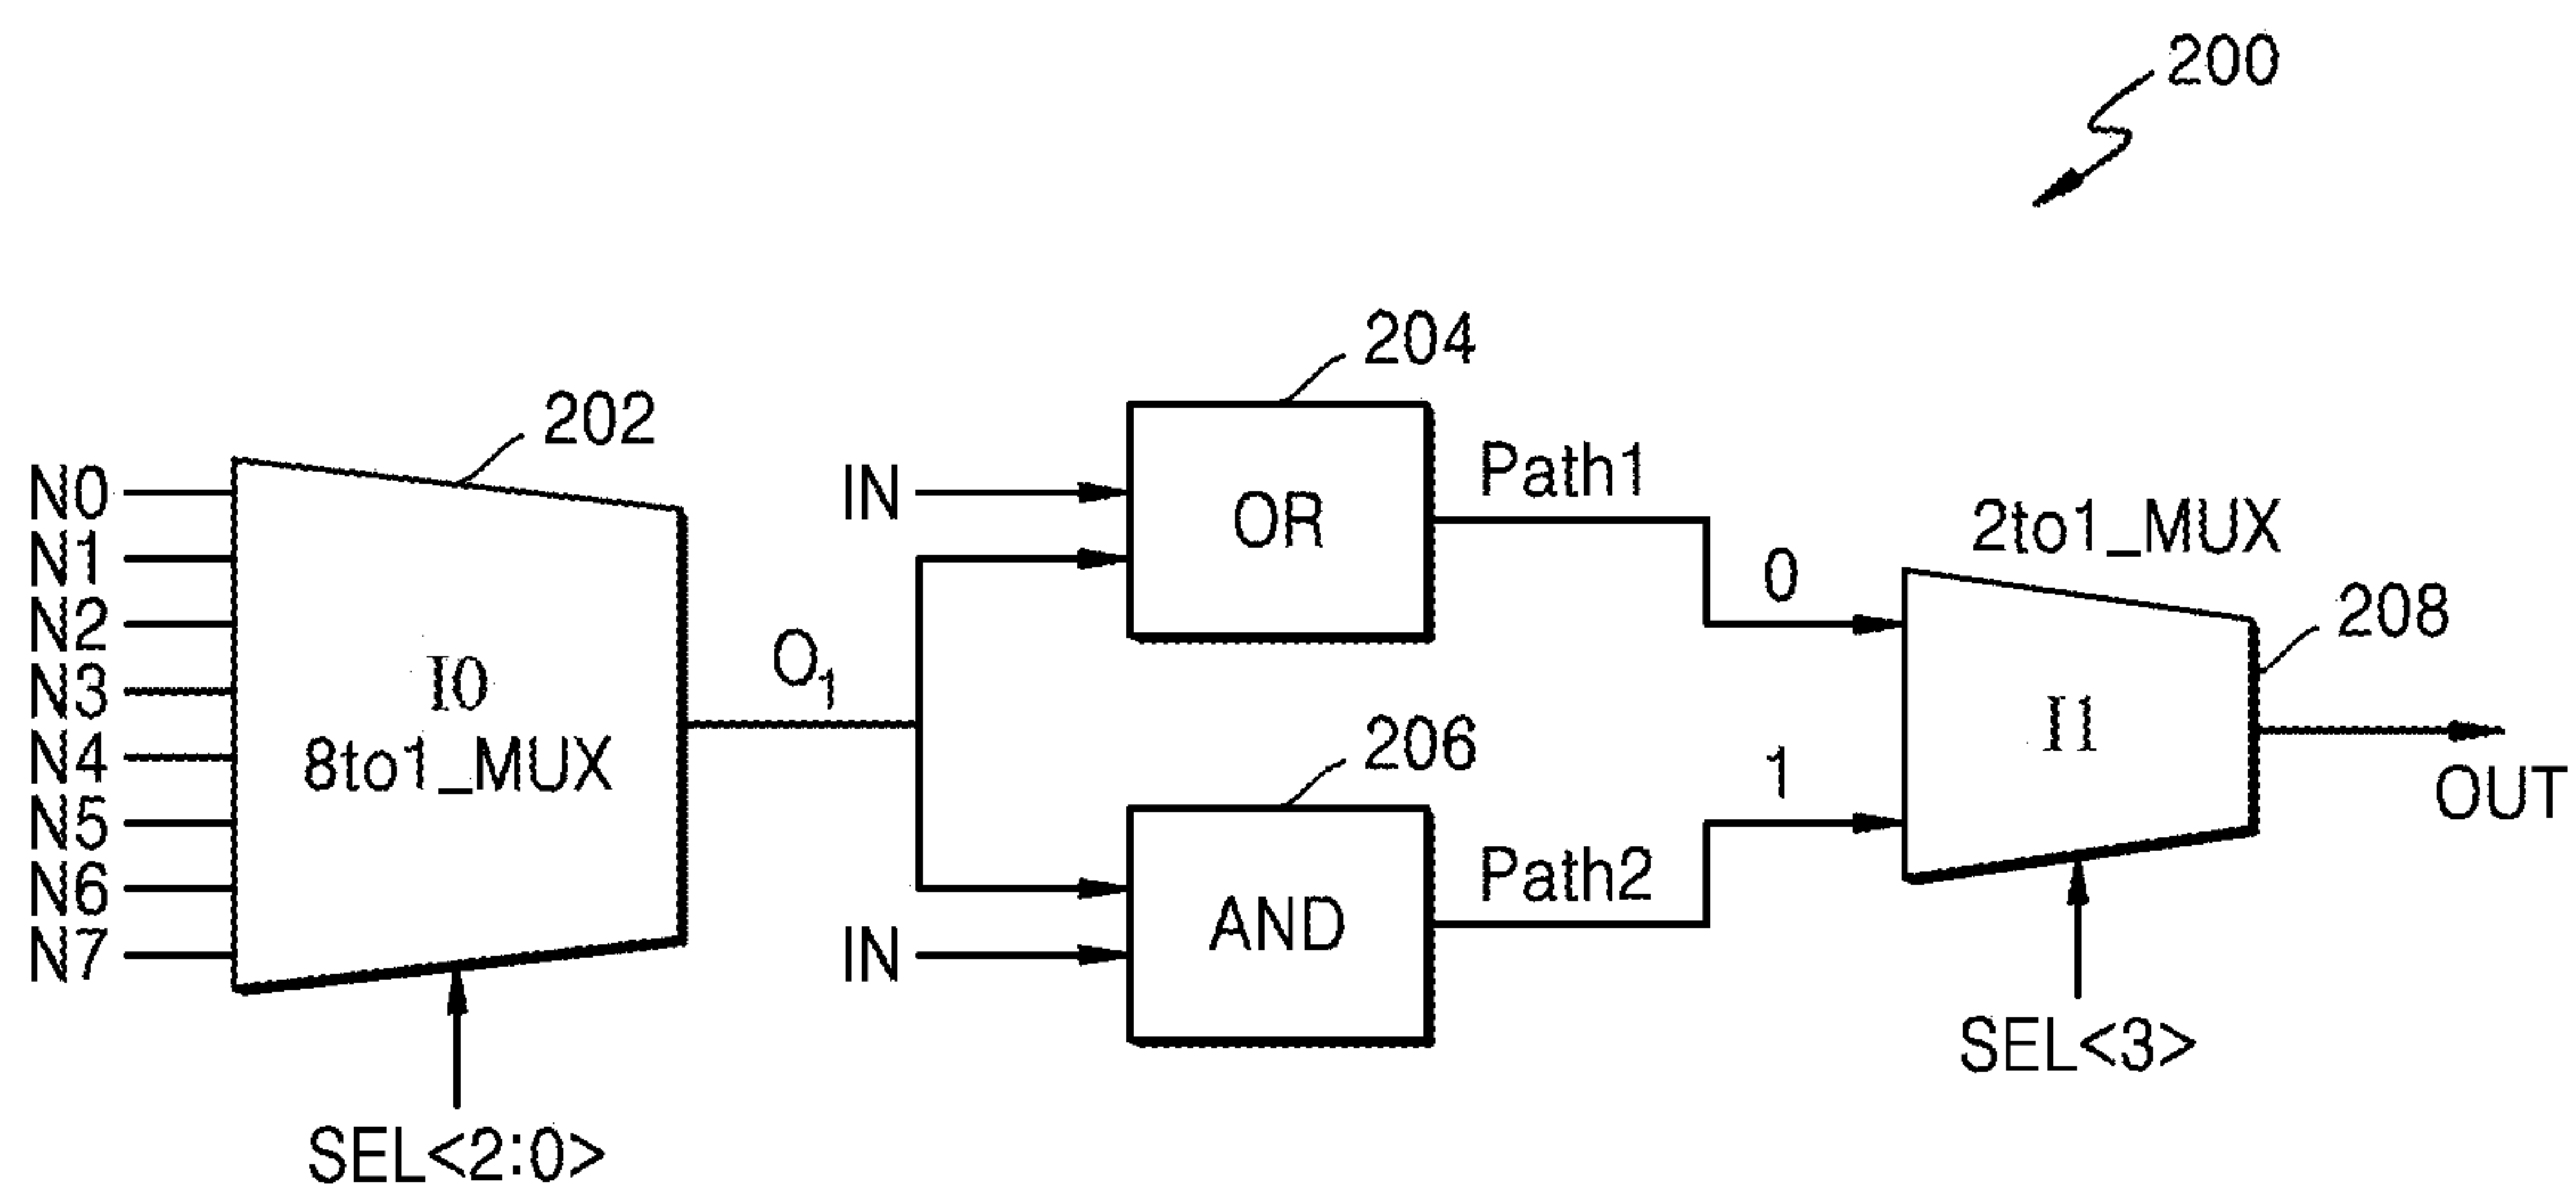 200
204
202
N0
N1
N2
N3
N4
N5
N6
N7
I0
8to1_MUX
SEL<2:0>
O1
IN
OR
Path1
206
IN
AND
Path2
0
1
2to1_MUX
208
I1
SEL<3>
OUT